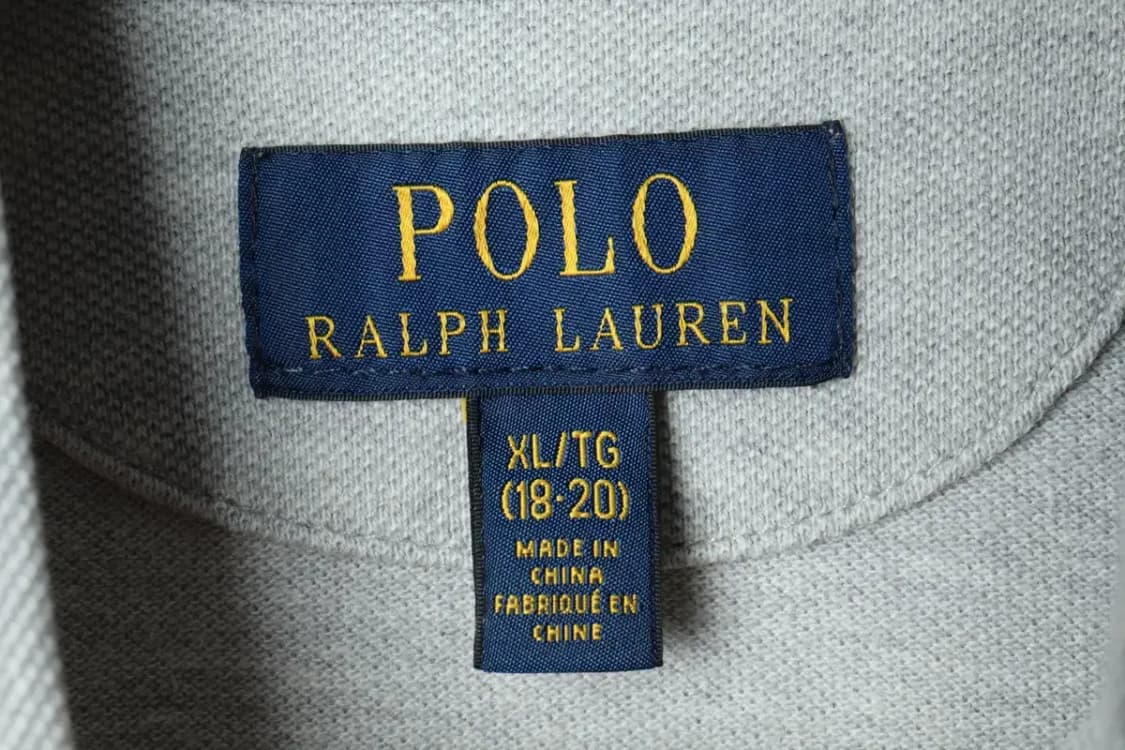 POLO
RALPH LAUREN
XL/TG
(18-20)
MADE IN
CHINA
FABRIQUÉ EN
CHINE